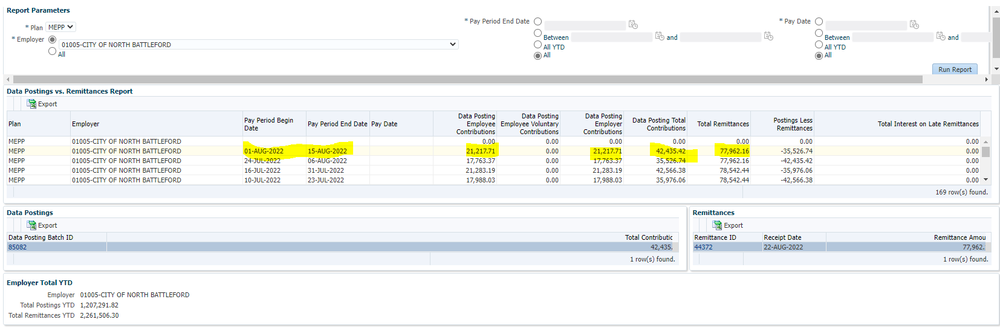 Report Parameters
* Plan MEPP
* Employer 01005-CITY OF NORTH BATTLEFORD
All
* Pay Period End Date
Between and
All YTD
All
* Pay Date
Between and
All YTD
All
Run Report
Data Postings vs. Remittances Report
Export
Plan Employer Pay Period Begin Date Pay Period End Date Pay Date Data Posting Employee Contributions Data Posting Employee Voluntary Contributions Data Posting Employer Contributions Data Posting Total Contributions Total Remittances Postings Less Remittances Total Interest on Late Remittances
MEPP 01005-CITY OF NORTH BATTLEFORD 0.00 0.00 0.00 0.00 0.00 0.00 0.00
MEPP 01005-CITY OF NORTH BATTLEFORD 01-AUG-2022 15-AUG-2022 21,217.71 0.00 21,217.71 42,435.42 77,962.16 -35,526.74 0.00
MEPP 01005-CITY OF NORTH BATTLEFORD 24-JUL-2022 06-AUG-2022 17,763.37 0.00 17,763.37 35,526.74 77,962.16 -42,435.42 0.00
MEPP 01005-CITY OF NORTH BATTLEFORD 16-JUL-2022 31-JUL-2022 21,283.19 0.00 21,283.19 42,566.38 78,542.44 -35,976.06 0.00
MEPP 01005-CITY OF NORTH BATTLEFORD 10-JUL-2022 23-JUL-2022 17,988.03 0.00 17,988.03 35,976.06 78,542.44 -42,566.38 0.00
169 row(s) found.
Data Postings
Export
Data Posting Batch ID Total Contributic
85082 42,435.
1 row(s) found.
Remittances
Export
Remittance ID Receipt Date Remittance Amou
44372 22-AUG-2022 77,962.
1 row(s) found.
Employer Total YTD
Employer 01005-CITY OF NORTH BATTLEFORD
Total Postings YTD 1,207,291.82
Total Remittances YTD 2,261,506.30